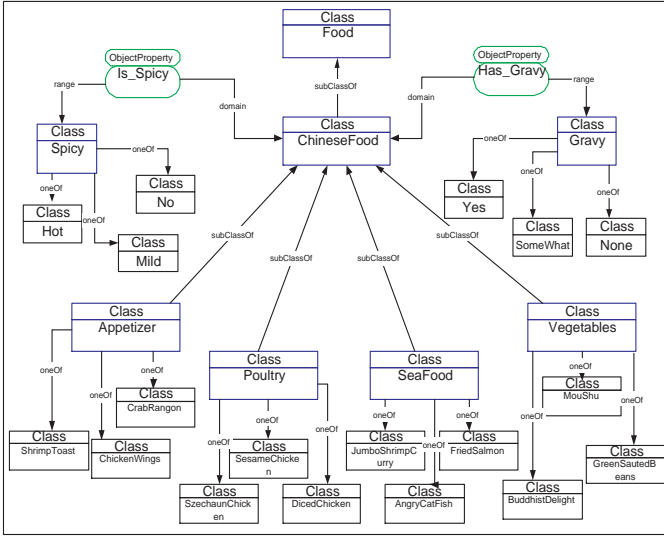 Class
Food
ObjectProperty
Is_Spicy
ObjectProperty
Has_Gravy
range
subClassOf
range
domain
domain
Class
ChineseFood
Class
Spicy
Class
Gravy
oneOf
oneOf
oneOf
oneOf
oneOf
oneOf
Class
No
Class
Yes
Class
Hot
Class
Mild
Class
SomeWhat
Class
None
subClassOf
subClassOf
subClassOf
subClassOf
Class
Appetizer
Class
Vegetables
Class
Poultry
Class
SeaFood
oneOf
oneOf
oneOf
oneOf
oneOf
oneOf
Class
CrabRangon
Class
MouShu
oneOf
oneOf
oneOf
oneOf
oneOf
oneOf
Class
ShrimpToast
Class
ChickenWings
Class
SesameChicke
n
Class
JumboShrimpC
urry
Class
FriedSalmon
Class
GreenSautedB
eans
Class
SzechaunChick
en
Class
DicedChicken
Class
AngryCatFish
Class
BuddhistDelight